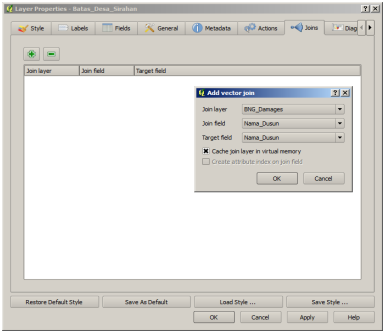 Layer Properties - Batas_Desa_Sirahan
Style
Labels
Fields
General
Metadata
Actions
Joins
Diag
Join layer Join field Target field
Add vector join
Join layer BNG_Damages
Join field Nama_Dusun
Target field Nama_Dusun
Cache join layer in virtual memory
Create attribute index on join field
OK Cancel
Restore Default Style Save As Default Load Style ... Save Style ...
OK Cancel Apply Help